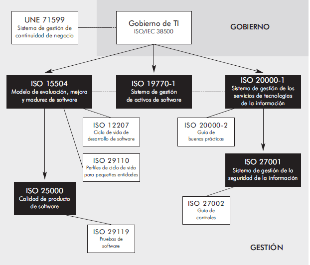 UNE 71599
Sistema de gestión de
continuidad de negocio
Gobierno de TI
ISO/IEC 38500
GOBIERNO
ISO 15504
Modelo de evaluación, mejora
y madurez de software
ISO 19770-1
Sistema de gestión
de activos de software
ISO 20000-1
Sistema de gestión de los
servicios de tecnologías
de la información
ISO 12207
Ciclo de vida de
desarrollo de software
ISO 20000-2
Guía de
buenas prácticas
ISO 29110
Perfiles de ciclo de vida
para pequeñas entidades
27001
Sistema de gestión de la
seguridad de la información
ISO 25000
Calidad de producto
de software
ISO 27002
Guía de
controles
ISO 29119
Pruebas de
software
GESTIÓN